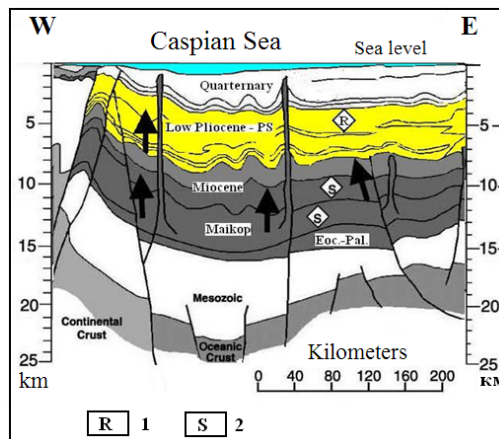 W
E
Caspian Sea
Sea level
Quarternary
Low Pliocene - PS
R
Miocene
S
Maikop
S
Eoc.-Pal.
Mesozoic
Continental
Crust
Oceanic
Crust
Kilometers
0 40 80 120 160 200
5
10
15
20
25
km
5
10
15
20
25
км
R 1 S 2